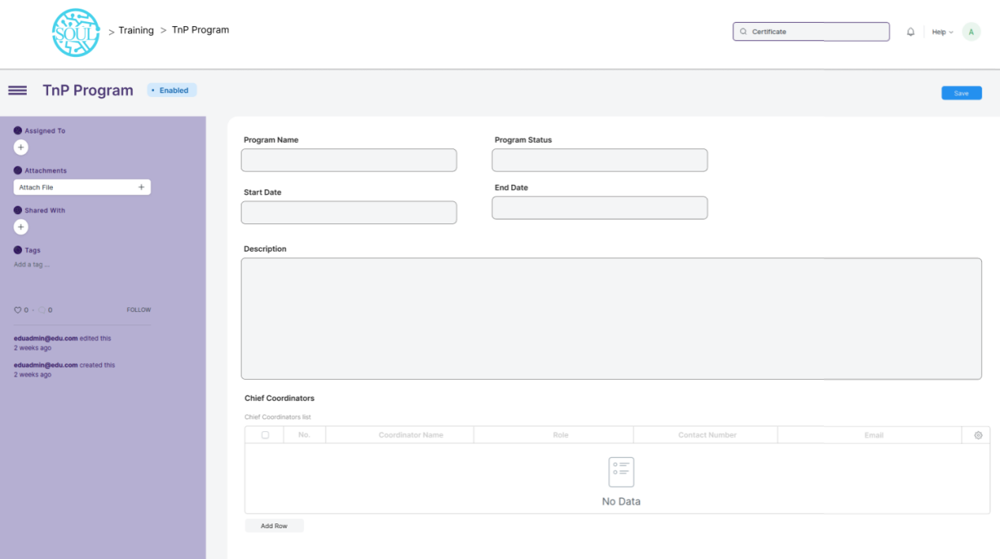 SOUL
> Training > TnP Program
Certificate
Help
A
TnP Program
• Enabled
Save
Assigned To
+
Attachments
Attach File +
Shared With
+
Tags
Add a tag ...
0 · 0 FOLLOW
eduadmin@edu.com edited this
2 weeks ago
eduadmin@edu.com created this
2 weeks ago
Program Name
Program Status
Start Date
End Date
Description
Chief Coordinators
Chief Coordinators list
No. Coordinator Name Role Contact Number Email
No Data
Add Row